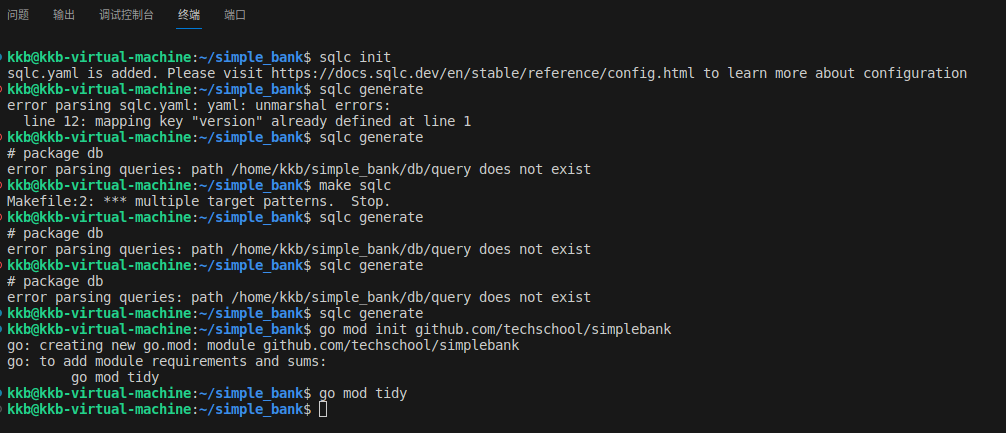 问题 输出 调试控制台 终端 端口
kkb@kkb-virtual-machine:~/simple_bank$ sqlc init
sqlc.yaml is added. Please visit https://docs.sqlc.dev/en/stable/reference/config.html to learn more about configuration
kkb@kkb-virtual-machine:~/simple_bank$ sqlc generate
error parsing sqlc.yaml: yaml: unmarshal errors:
  line 12: mapping key "version" already defined at line 1
kkb@kkb-virtual-machine:~/simple_bank$ sqlc generate
# package db
error parsing queries: path /home/kkb/simple_bank/db/query does not exist
kkb@kkb-virtual-machine:~/simple_bank$ make sqlc
Makefile:2: *** multiple target patterns.  Stop.
kkb@kkb-virtual-machine:~/simple_bank$ sqlc generate
# package db
error parsing queries: path /home/kkb/simple_bank/db/query does not exist
kkb@kkb-virtual-machine:~/simple_bank$ sqlc generate
# package db
error parsing queries: path /home/kkb/simple_bank/db/query does not exist
kkb@kkb-virtual-machine:~/simple_bank$ sqlc generate
kkb@kkb-virtual-machine:~/simple_bank$ go mod init github.com/techschool/simplebank
go: creating new go.mod: module github.com/techschool/simplebank
go: to add module requirements and sums:
        go mod tidy
kkb@kkb-virtual-machine:~/simple_bank$ go mod tidy
kkb@kkb-virtual-machine:~/simple_bank$